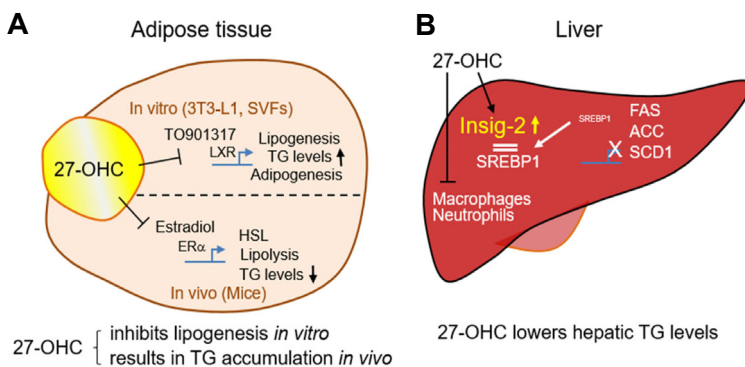 A
Adipose tissue
In vitro (3T3-L1, SVFs)
TO901317
LXR
Lipogenesis
TG levels
Adipogenesis
27-OHC
Estradiol
ERα
HSL
Lipolysis
TG levels
In vivo (Mice)
27-OHC
inhibits lipogenesis in vitro
results in TG accumulation in vivo
B
Liver
27-OHC
Insig-2
SREBP1
SREBP1
FAS
ACC
SCD1
X
Macrophages
Neutrophils
27-OHC lowers hepatic TG levels